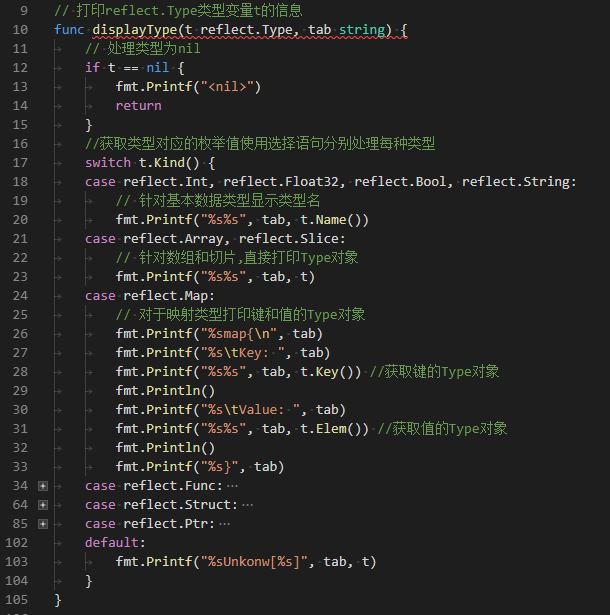 9 // 打印reflect.Type类型变量t的信息
10 func displayType(t reflect.Type, tab string) {
11 // 处理类型为nil
12 if t == nil {
13 fmt.Printf("<nil>")
14 return
15 }
16 //获取类型对应的枚举值使用选择语句分别处理每种类型
17 switch t.Kind() {
18 case reflect.Int, reflect.Float32, reflect.Bool, reflect.String:
19 // 针对基本数据类型显示类型名
20 fmt.Printf("%s%s", tab, t.Name())
21 case reflect.Array, reflect.Slice:
22 // 针对数组和切片,直接打印Type对象
23 fmt.Printf("%s%s", tab, t)
24 case reflect.Map:
25 // 对于映射类型打印键和值的Type对象
26 fmt.Printf("%smap{\n", tab)
27 fmt.Printf("%s\tKey: ", tab)
28 fmt.Printf("%s%s", tab, t.Key()) //获取键的Type对象
29 fmt.Println()
30 fmt.Printf("%s\tValue: ", tab)
31 fmt.Printf("%s%s", tab, t.Elem()) //获取值的Type对象
32 fmt.Println()
33 fmt.Printf("%s}", tab)
34 case reflect.Func: …
64 case reflect.Struct: …
85 case reflect.Ptr: …
102 default:
103 fmt.Printf("%sUnkonw[%s]", tab, t)
104 }
105 }